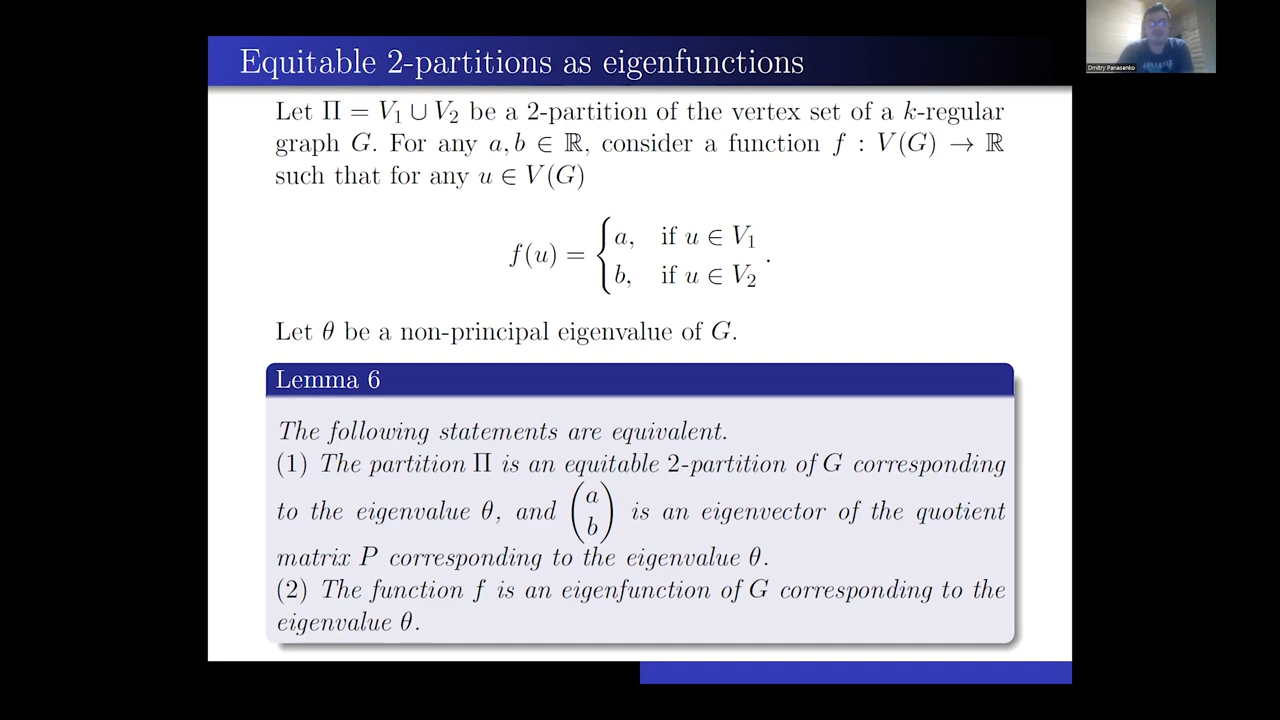 Equitable 2-partitions as eigenfunctions
Let Π = V₁ ∪ V₂ be a 2-partition of the vertex set of a k-regular
graph G. For any a, b ∈ ℝ, consider a function f : V(G) → ℝ
such that for any u ∈ V(G)
f(u) = { a, if u ∈ V₁
b, if u ∈ V₂ .
Let θ be a non-principal eigenvalue of G.
Lemma 6
The following statements are equivalent.
(1) The partition Π is an equitable 2-partition of G corresponding
to the eigenvalue θ, and (a b) is an eigenvector of the quotient
matrix P corresponding to the eigenvalue θ.
(2) The function f is an eigenfunction of G corresponding to the
eigenvalue θ.
Dmitry Panasenko